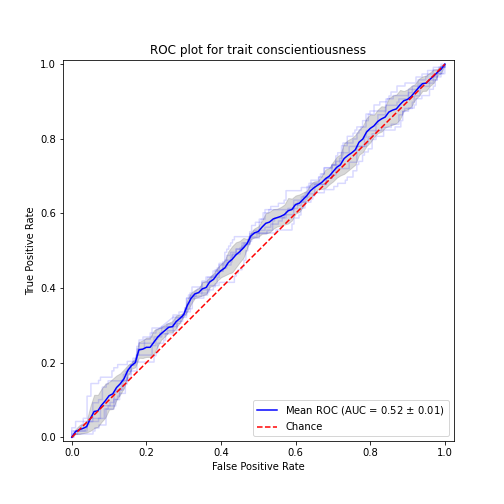 ROC plot for trait conscientiousness
1.0
0.8
0.6
0.4
0.2
0.0
True Positive Rate
Mean ROC (AUC = 0.52 ± 0.01)
Chance
0.0 0.2 0.4 0.6 0.8 1.0
False Positive Rate